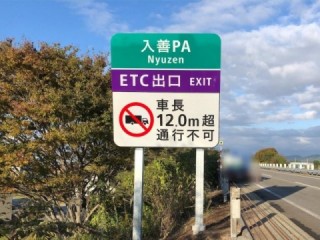 入善PA
Nyuzen
ETC出口 EXIT
車長
12.0m超
通行不可